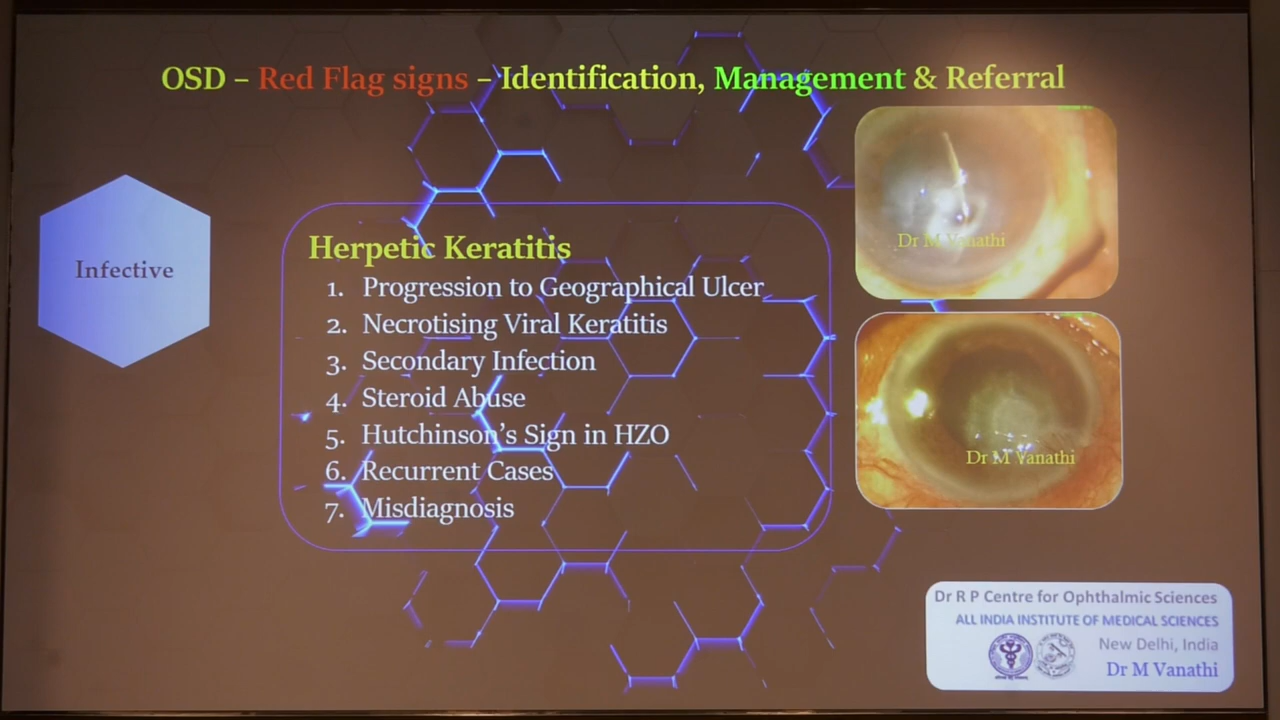 OSD – Red Flag signs – Identification, Management & Referral
Infective
Herpetic Keratitis
1. Progression to Geographical Ulcer
2. Necrotising Viral Keratitis
3. Secondary Infection
4. Steroid Abuse
5. Hutchinson's Sign in HZO
6. Recurrent Cases
7. Misdiagnosis
Dr M Vanathi
Dr M Vanathi
Dr R P Centre for Ophthalmic Sciences
ALL INDIA INSTITUTE OF MEDICAL SCIENCES
New Delhi, India
Dr M Vanathi